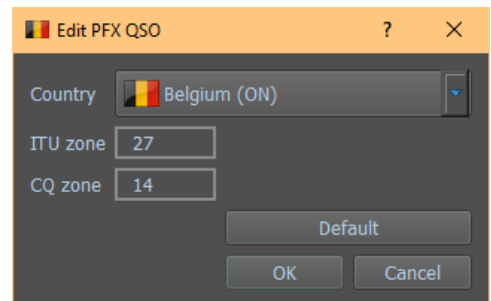 Edit PFX QSO ?
Country Belgium (ON)
ITU zone 27
CQ zone 14
Default
OK Cancel